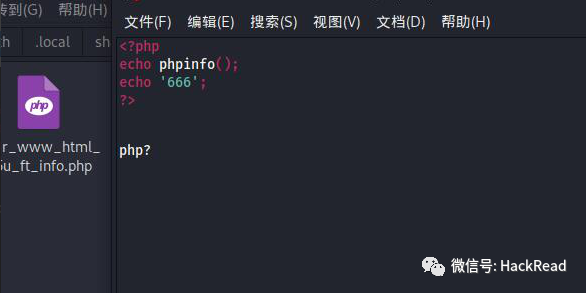 转到(G) 帮助(H)
文件(F) 编辑(E) 搜索(S) 视图(V) 文档(D) 帮助(H)
.local sh
<?php
echo phpinfo();
echo '666';
?>
php
r_www_html_
u_ft_info.php
php?
微信号: HackRead